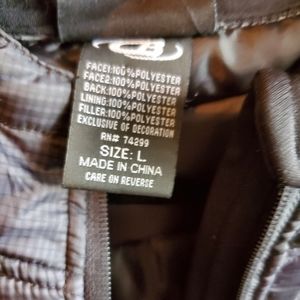 FACE1:100%POLYESTER
FACE2:100%POLYESTER
BACK:100%POLYESTER
LINING:100%POLYESTER
FILLER:100%POLYESTER
EXCLUSIVE OF DECORATION
RN# 74299
SIZE: L
MADE IN CHINA
CARE ON REVERSE